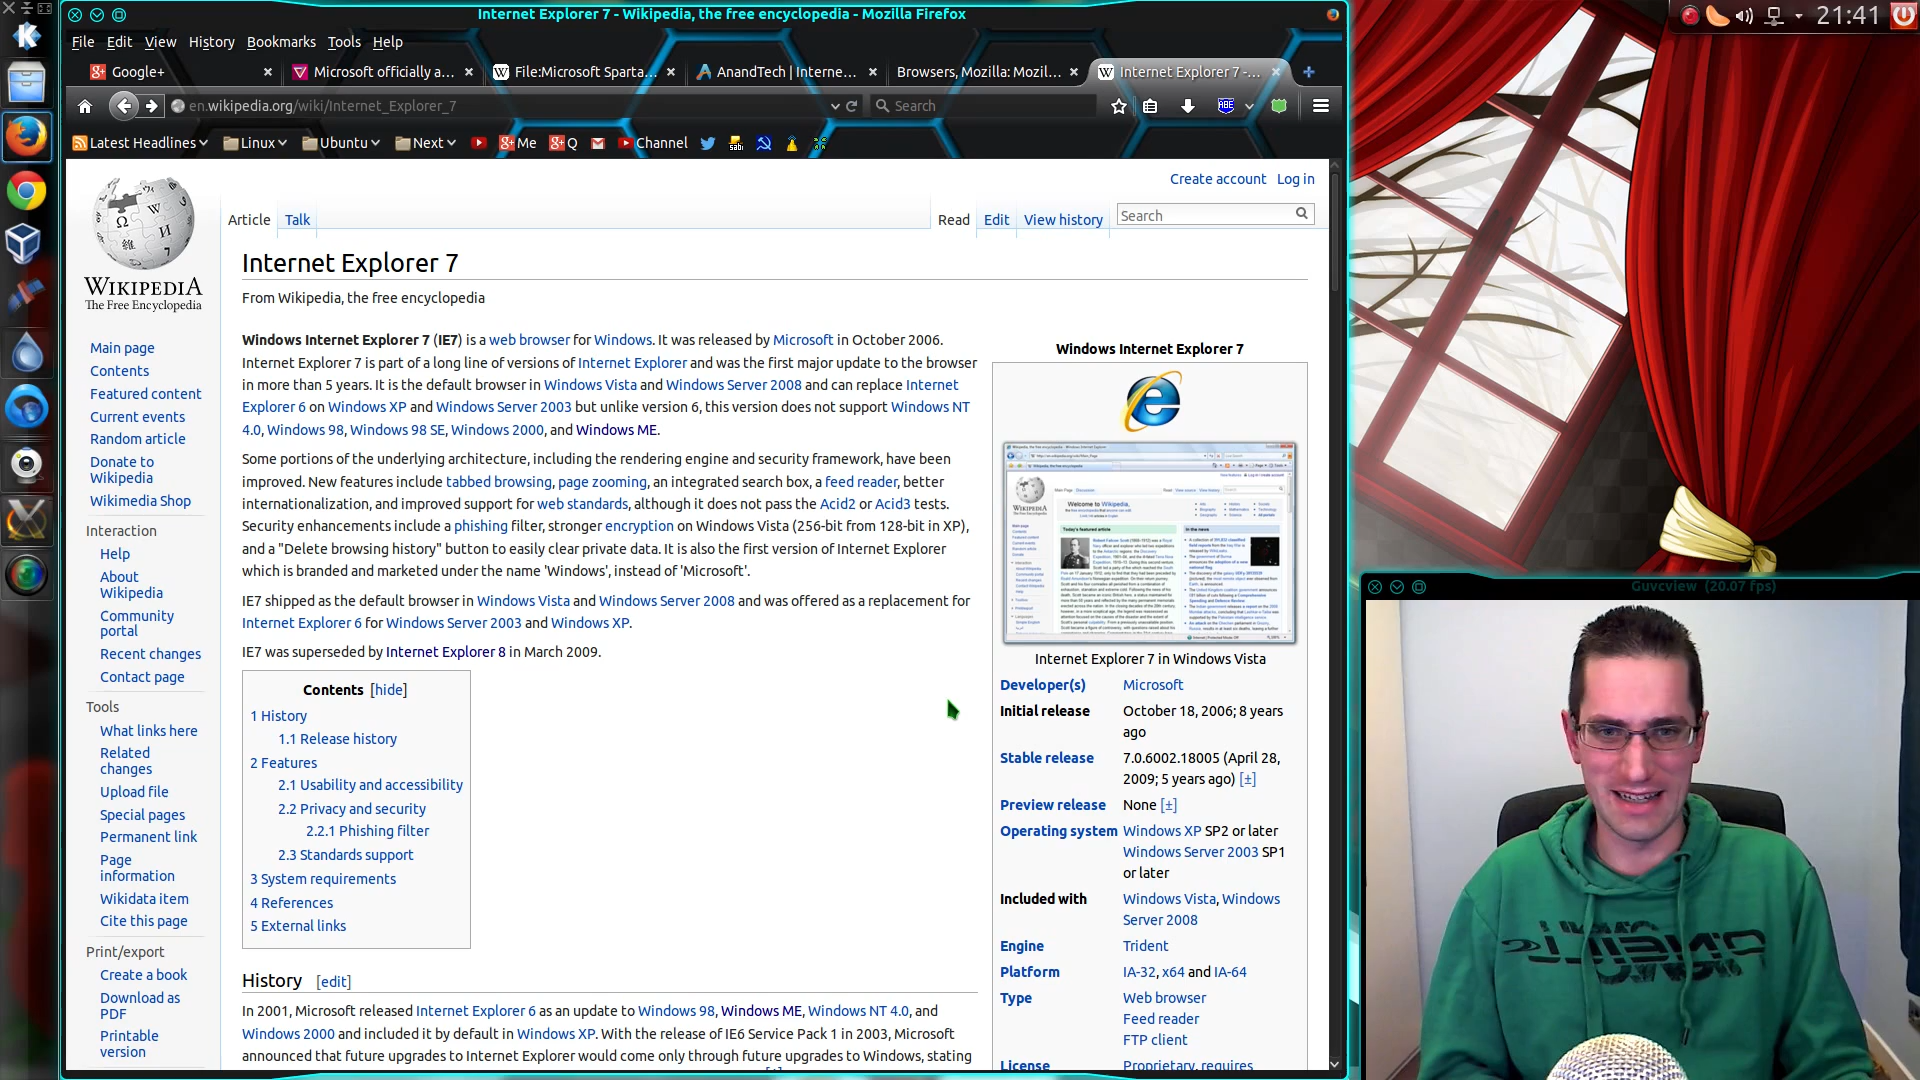 Internet Explorer 7 - Wikipedia, the free encyclopedia - Mozilla Firefox
21:41
File Edit View History Bookmarks Tools Help
Google+
Microsoft officially a...
File:Microsoft Sparta...
AnandTech | Interne...
Browsers, Mozilla: Mozil...
Internet Explorer 7 -...
en.wikipedia.org/wiki/Internet_Explorer_7
Search
ABE
Latest Headlines
Linux
Ubuntu
Next
Me
Q
Channel
Create account Log in
Article Talk
Read Edit View history
Search
WIKIPEDIA
The Free Encyclopedia
Main page
Contents
Featured content
Current events
Random article
Donate to
Wikipedia
Wikimedia Shop
Interaction
Help
About
Wikipedia
Community
portal
Recent changes
Contact page
Tools
What links here
Related
changes
Upload file
Special pages
Permanent link
Page
information
Wikidata item
Cite this page
Print/export
Create a book
Download as
PDF
Printable
version
Internet Explorer 7
From Wikipedia, the free encyclopedia
Windows Internet Explorer 7 (IE7) is a web browser for Windows. It was released by Microsoft in October 2006.
Internet Explorer 7 is part of a long line of versions of Internet Explorer and was the first major update to the browser
in more than 5 years. It is the default browser in Windows Vista and Windows Server 2008 and can replace Internet
Explorer 6 on Windows XP and Windows Server 2003 but unlike version 6, this version does not support Windows NT
4.0, Windows 98, Windows 98 SE, Windows 2000, and Windows ME.
Some portions of the underlying architecture, including the rendering engine and security framework, have been
improved. New features include tabbed browsing, page zooming, an integrated search box, a feed reader, better
internationalization, and improved support for web standards, although it does not pass the Acid2 or Acid3 tests.
Security enhancements include a phishing filter, stronger encryption on Windows Vista (256-bit from 128-bit in XP),
and a "Delete browsing history" button to easily clear private data. It is also the first version of Internet Explorer
which is branded and marketed under the name 'Windows', instead of 'Microsoft'.
IE7 shipped as the default browser in Windows Vista and Windows Server 2008 and was offered as a replacement for
Internet Explorer 6 for Windows Server 2003 and Windows XP.
IE7 was superseded by Internet Explorer 8 in March 2009.
Contents [hide]
1 History
1.1 Release history
2 Features
2.1 Usability and accessibility
2.2 Privacy and security
2.2.1 Phishing filter
2.3 Standards support
3 System requirements
4 References
5 External links
History [edit]
In 2001, Microsoft released Internet Explorer 6 as an update to Windows 98, Windows ME, Windows NT 4.0, and
Windows 2000 and included it by default in Windows XP. With the release of IE6 Service Pack 1 in 2003, Microsoft
announced that future upgrades to Internet Explorer would come only through future upgrades to Windows, stating
Windows Internet Explorer 7
Welcome to Wikipedia,
Today's featured article
In the news
Internet Explorer 7 in Windows Vista
Developer(s) Microsoft
Initial release October 18, 2006; 8 years
ago
Stable release 7.0.6002.18005 (April 28,
2009; 5 years ago) [±]
Preview release None [±]
Operating system Windows XP SP2 or later
Windows Server 2003 SP1
or later
Included with Windows Vista, Windows
Server 2008
Engine Trident
Platform IA-32, x64 and IA-64
Type Web browser
Feed reader
FTP client
License Proprietary, requires
Guvcview (20.07 fps)